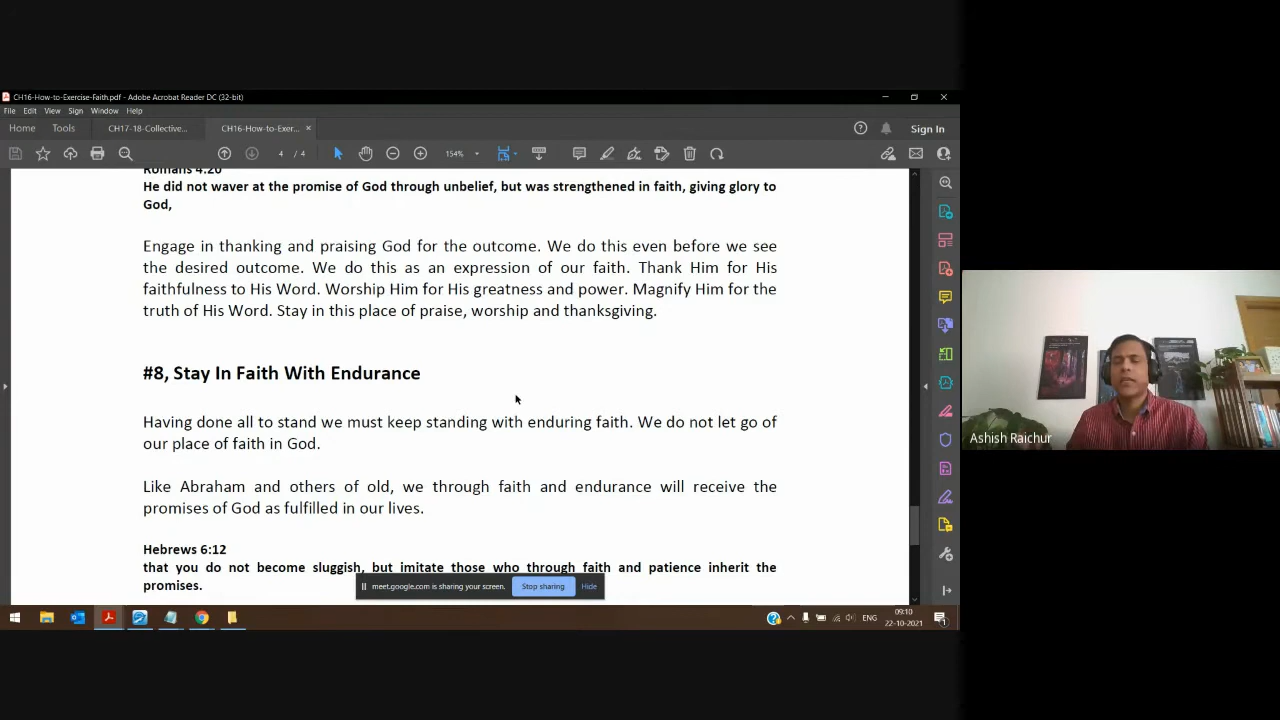 CH16-How-to-Exercise-Faith.pdf - Adobe Acrobat Reader DC (32-bit)
File Edit View Sign Window Help
Home Tools CH17-18-Collective... CH16-How-to-Exer... × Sign In
4 / 4 154%
Romans 4:20
He did not waver at the promise of God through unbelief, but was strengthened in faith, giving glory to
God,
Engage in thanking and praising God for the outcome. We do this even before we see
the desired outcome. We do this as an expression of our faith. Thank Him for His
faithfulness to His Word. Worship Him for His greatness and power. Magnify Him for the
truth of His Word. Stay in this place of praise, worship and thanksgiving.
#8, Stay In Faith With Endurance
Having done all to stand we must keep standing with enduring faith. We do not let go of
our place of faith in God.
Like Abraham and others of old, we through faith and endurance will receive the
promises of God as fulfilled in our lives.
Hebrews 6:12
that you do not become sluggish, but imitate those who through faith and patience inherit the
promises.
meet.google.com is sharing your screen. Stop sharing Hide
Ashish Raichur
ENG
09:10
22-10-2021